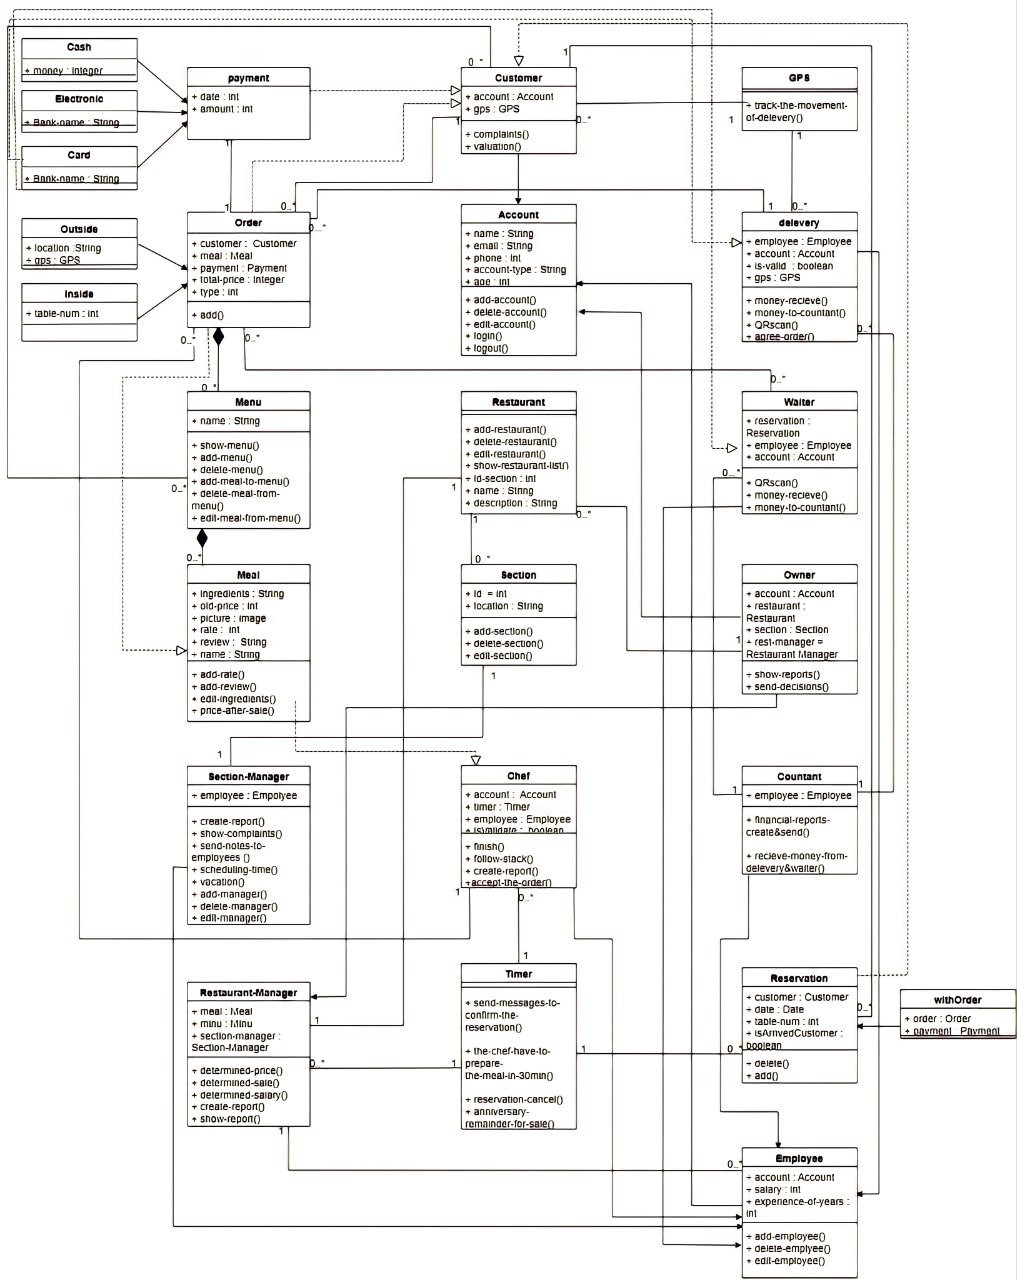 Cash
+ money : Integer
Electronic
+ Bank-name : String
Card
+ Bank-name : String
payment
+ date : int
+ amount : int
Customer
+ account : Account
+ gps : GPS
+ complaints()
+ valuation()
GPS
+ track-the-movement-
of-delevery()
0..*
1
0..*
1
1
1
1
1
0..*
0..*
1
0..*
Outside
+ location :String
+ gps : GPS
Inside
+ table-num : int
Order
+ customer : Customer
+ meal : Meal
+ payment : Payment
+ total-price : Integer
+ type : int
+ add()
Account
+ name : String
+ email : String
+ phone : int
+ account-type : String
+ age : int
+ add-account()
+ delete-account()
+ edit-account()
+ login()
+ logout()
delevery
+ employee : Employee
+ account : Account
+ is-valid : boolean
+ gps : GPS
+ money-recieve()
+ money-to-countant()
+ QRscan()
+ agree-order()
0..*
0..*
0..*
0..*
0..*
Menu
+ name : String
+ show-menu()
+ add-menu()
+ delete-menu()
+ add-meal-to-menu()
+ delete-meal-from-
menu()
+ edit-meal-from-menu()
0..*
Restaurant
+ add-restaurant()
+ delete-restaurant()
+ edit-restaurant()
+ show-restaurant-list()
+ id-section : int
+ name : String
+ description : String
1
1
0..*
Waiter
+ reservation :
Reservation
+ employee : Employee
+ account : Account
+ QRscan()
+ money-recieve()
+ money-to-countant()
0..*
0..*
Meal
+ ingredients : String
+ old-price : int
+ picture : image
+ rate : int
+ review : String
+ name : String
+ add-rate()
+ add-review()
+ edit-ingredients()
+ price-after-sale()
0..*
Section
+ id = int
+ location : String
+ add-section()
+ delete-section()
+ edit-section()
1
Owner
+ account : Account
+ restaurant :
Restaurant
+ section : Section
+ rest-manager =
Restaurant Manager
+ show-reports()
+ send-decisions()
1
1
Section-Manager
+ employee : Empolyee
+ create-report()
+ show-complaints()
+ send-notes-to-
employees ()
+ scheduling-time()
+ vacation()
+ add-manager()
+ delete-manager()
+ edit-manager()
Chef
+ account : Account
+ timer : Timer
+ employee : Employee
+ isValidate : boolean
+ finish()
+ follow-stack()
+ create-report()
+accept-the-order()
1
0..*
1
Countant
+ employee : Employee
+ financial-reports-
create&send()
+ recieve-money-from-
delevery&waiter()
1
1
Restaurant-Manager
+ meal : Meal
+ minu : Minu
+ section-manager :
Section-Manager
+ determined-price()
+ determined-sale()
+ determined-salary()
+ create-report()
+ show-report()
1
0..*
1
Timer
+ send-messages-to-
confirm-the-
reservation()
+ the-chef-have-to-
prepare-
the-meal-in-30min()
+ reservation-cancel()
+ anniversary-
remainder-for-sale()
1
1
0..*
Reservation
+ customer : Customer
+ date : Date
+ table-num : int
+ isArrivedCustomer :
boolean
+ delete()
+ add()
0..*
withOrder
+ order : Order
+ payment : Payment
0..*
Employee
+ account : Account
+ salary : int
+ experience-of-years :
int
+ add-employee()
+ delete-emplyee()
+ edit-employee()